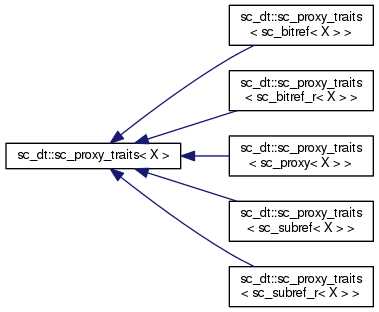 sc_dt::sc_proxy_traits
< sc_bitref< X > >
sc_dt::sc_proxy_traits
< sc_bitref_r< X > >
sc_dt::sc_proxy_traits< X >
sc_dt::sc_proxy_traits
< sc_proxy< X > >
sc_dt::sc_proxy_traits
< sc_subref< X > >
sc_dt::sc_proxy_traits
< sc_subref_r< X > >